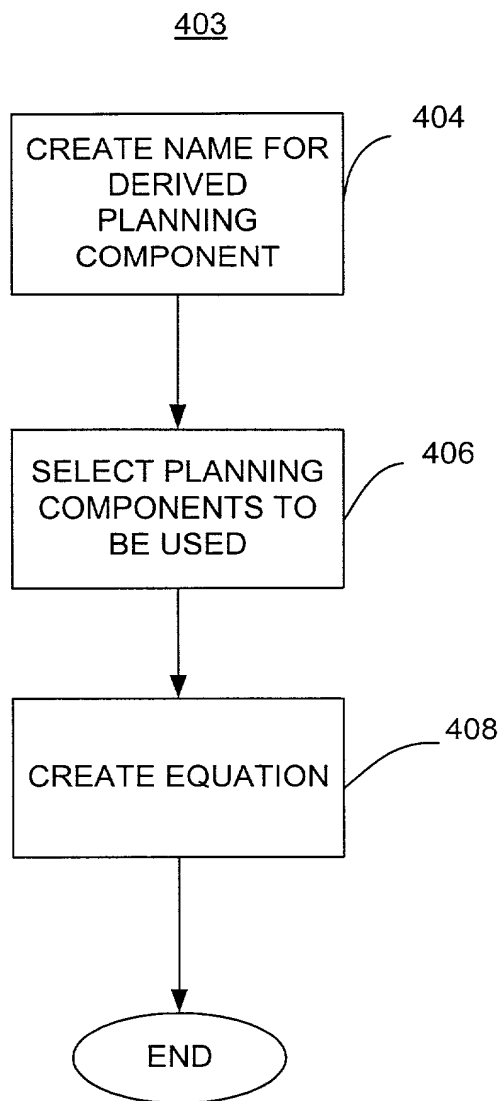 403
404
CREATE NAME FOR
DERIVED
PLANNING
COMPONENT
406
SELECT PLANNING
COMPONENTS TO
BE USED
408
CREATE EQUATION
END